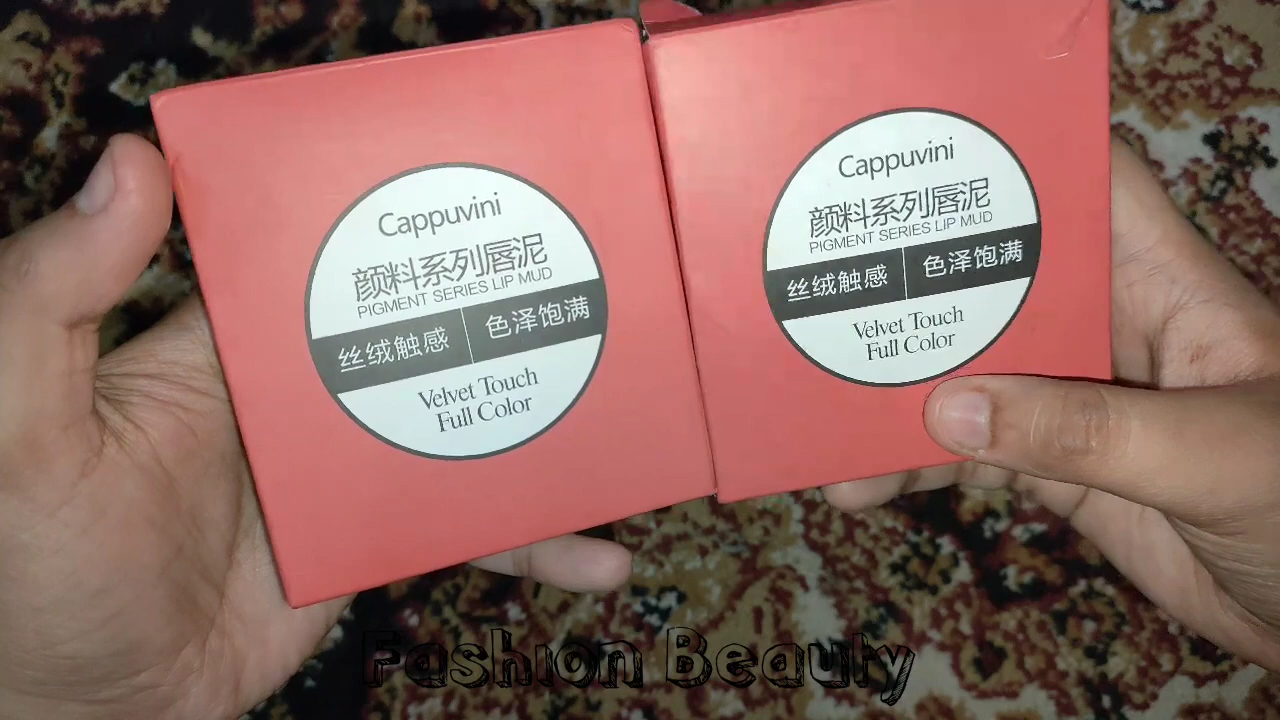 Cappuvini
颜料系列唇泥
PIGMENT SERIES LIP MUD
丝绒触感 色泽饱满
Velvet Touch
Full Color
Cappuvini
颜料系列唇泥
PIGMENT SERIES LIP MUD
丝绒触感 色泽饱满
Velvet Touch
Full Color
Fashion Beauty